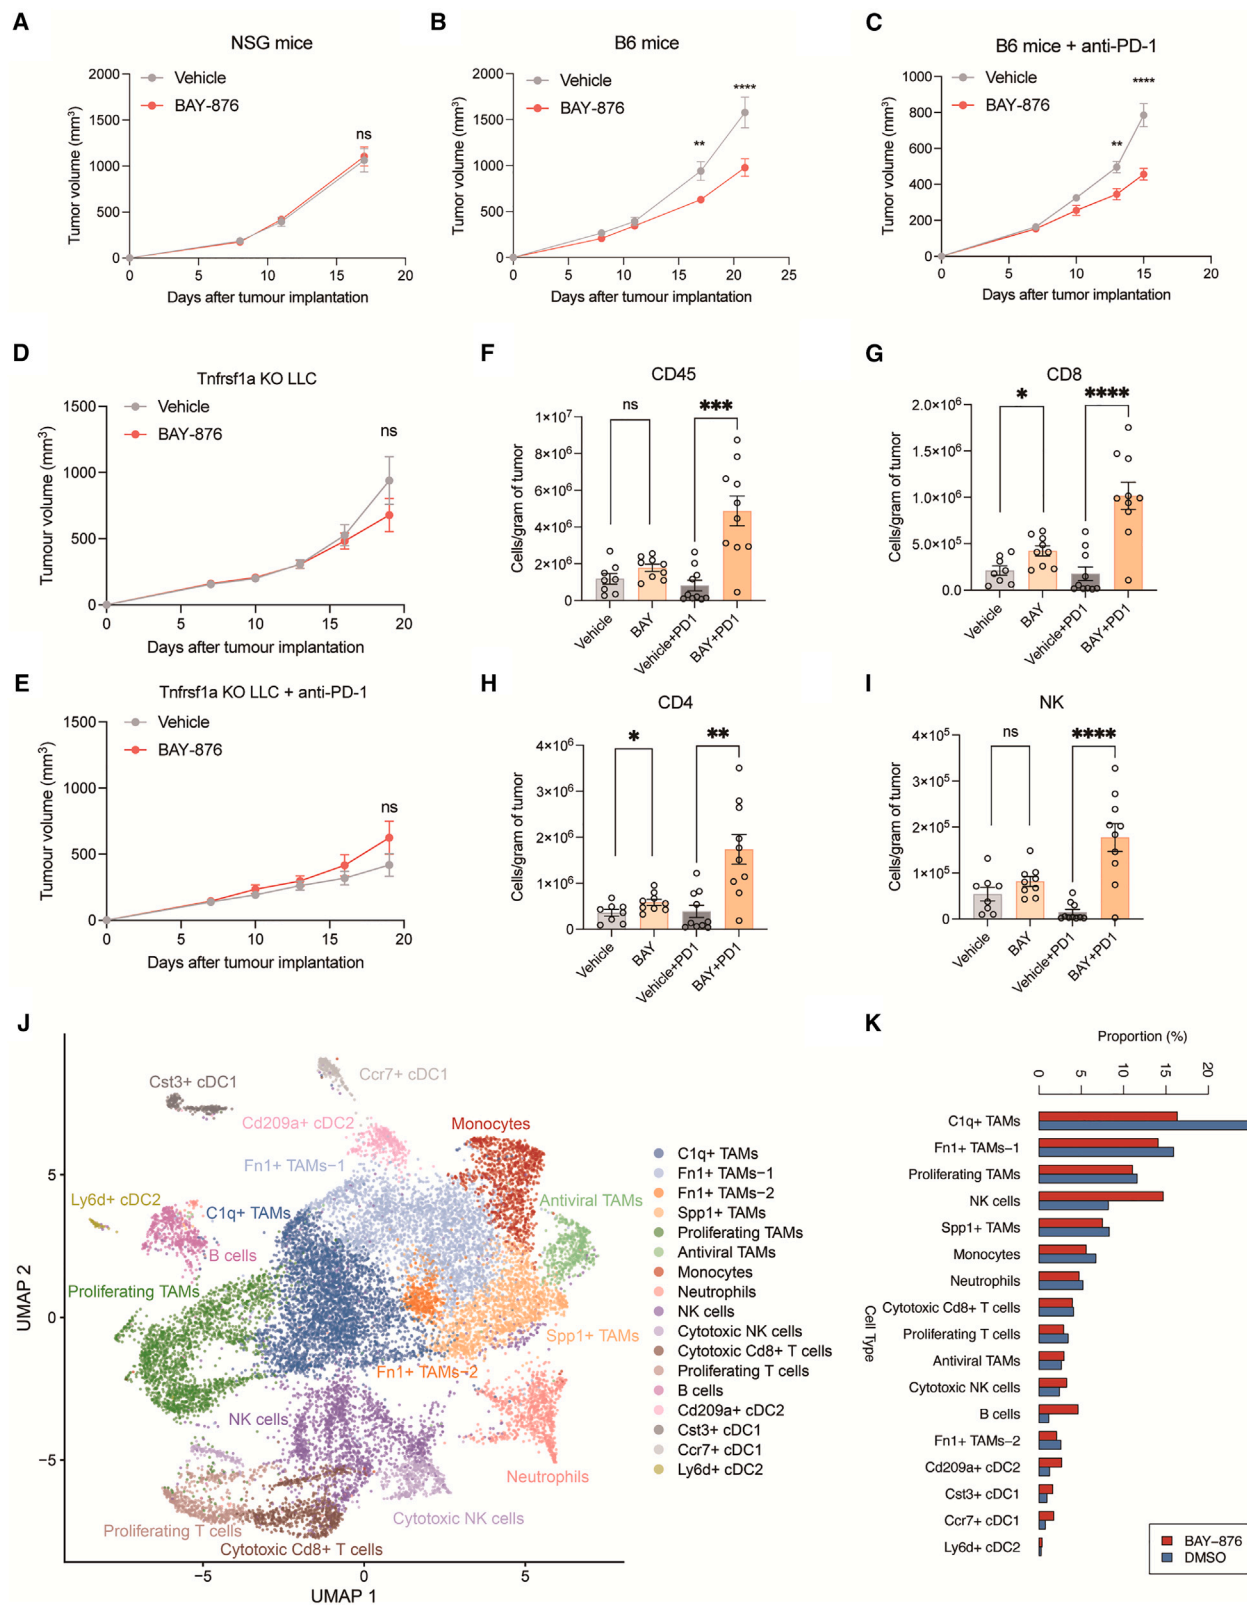 A
NSG mice
Vehicle
BAY-876
ns
Tumor volume (mm³)
2000
1500
1000
500
0
0 5 10 15 20
Days after tumour implantation
B
B6 mice
Vehicle
BAY-876
**
****
Tumor volume (mm³)
2000
1500
1000
500
0
0 5 10 15 20 25
Days after tumour implantation
C
B6 mice + anti-PD-1
Vehicle
BAY-876
**
****
Tumor volume (mm³)
1000
800
600
400
200
0
0 5 10 15 20
Days after tumor implantation
D
Tnfrsf1a KO LLC
Vehicle
BAY-876
ns
Tumour volume (mm³)
1500
1000
500
0
0 5 10 15 20
Days after tumour implantation
F
CD45
ns
***
Cells/gram of tumor
1×10⁷
8×10⁶
6×10⁶
4×10⁶
2×10⁶
0
Vehicle
BAY
Vehicle+PD1
BAY+PD1
G
CD8
*
****
Cells/gram of tumor
2.0×10⁶
1.5×10⁶
1.0×10⁶
5.0×10⁵
0.0
Vehicle
BAY
Vehicle+PD1
BAY+PD1
E
Tnfrsf1a KO LLC + anti-PD-1
Vehicle
BAY-876
ns
Tumour volume (mm³)
1500
1000
500
0
0 5 10 15 20
Days after tumour implantation
H
CD4
*
**
Cells/gram of tumor
4×10⁶
3×10⁶
2×10⁶
1×10⁶
0
Vehicle
BAY
Vehicle+PD1
BAY+PD1
I
NK
ns
****
Cells/gram of tumor
4×10⁵
3×10⁵
2×10⁵
1×10⁵
0
Vehicle
BAY
Vehicle+PD1
BAY+PD1
J
Ccr7+ cDC1
Cst3+ cDC1
Cd209a+ cDC2
Monocytes
Fn1+ TAMs−1
Ly6d+ cDC2
C1q+ TAMs
Antiviral TAMs
B cells
Proliferating TAMs
Spp1+ TAMs
Fn1+ TAMs−2
NK cells
Neutrophils
Cytotoxic NK cells
Proliferating T cells
Cytotoxic Cd8+ T cells
UMAP 2
5
0
−5
−5 0 5
UMAP 1
C1q+ TAMs
Fn1+ TAMs−1
Fn1+ TAMs−2
Spp1+ TAMs
Proliferating TAMs
Antiviral TAMs
Monocytes
Neutrophils
NK cells
Cytotoxic NK cells
Cytotoxic Cd8+ T cells
Proliferating T cells
B cells
Cd209a+ cDC2
Cst3+ cDC1
Ccr7+ cDC1
Ly6d+ cDC2
K
Proportion (%)
0 5 10 15 20
Cell Type
C1q+ TAMs
Fn1+ TAMs−1
Proliferating TAMs
NK cells
Spp1+ TAMs
Monocytes
Neutrophils
Cytotoxic Cd8+ T cells
Proliferating T cells
Antiviral TAMs
Cytotoxic NK cells
B cells
Fn1+ TAMs−2
Cd209a+ cDC2
Cst3+ cDC1
Ccr7+ cDC1
Ly6d+ cDC2
BAY−876
DMSO